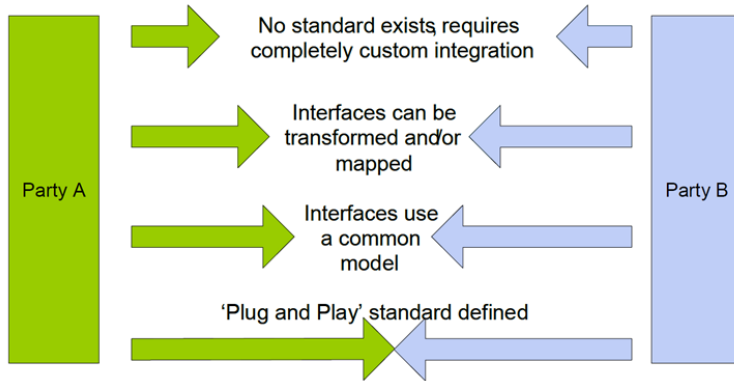 No standard exists, requires
completely custom integration
Interfaces can be
transformed and/or
mapped
Party A
Party B
Interfaces use
a common
model
‘Plug and Play’ standard defined